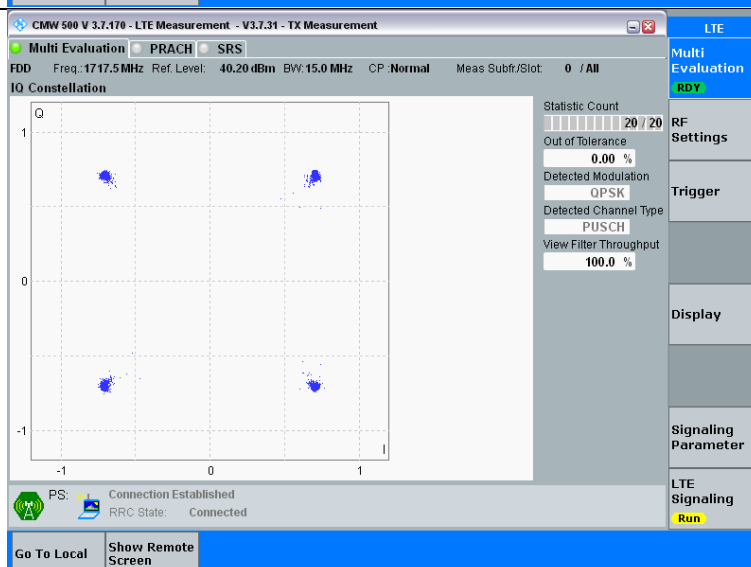 CMW 500 V 3.7.170 - LTE Measurement - V3.7.31 - TX Measurement
LTE
Multi Evaluation PRACH SRS
Multi
Evaluation
RDY
FDD Freq.:1717.5 MHz Ref. Level: 40.20 dBm BW:15.0 MHz CP :Normal Meas Subfr./Slot: 0 / All
IQ Constellation
Q
1
0
-1
-1 0 1
I
Statistic Count
20 / 20
Out of Tolerance
0.00 %
Detected Modulation
QPSK
Detected Channel Type
PUSCH
View Filter Throughput
100.0 %
RF
Settings
Trigger
Display
Signaling
Parameter
LTE
Signaling
Run
PS: Connection Established
RRC State: Connected
Go To Local
Show Remote
Screen